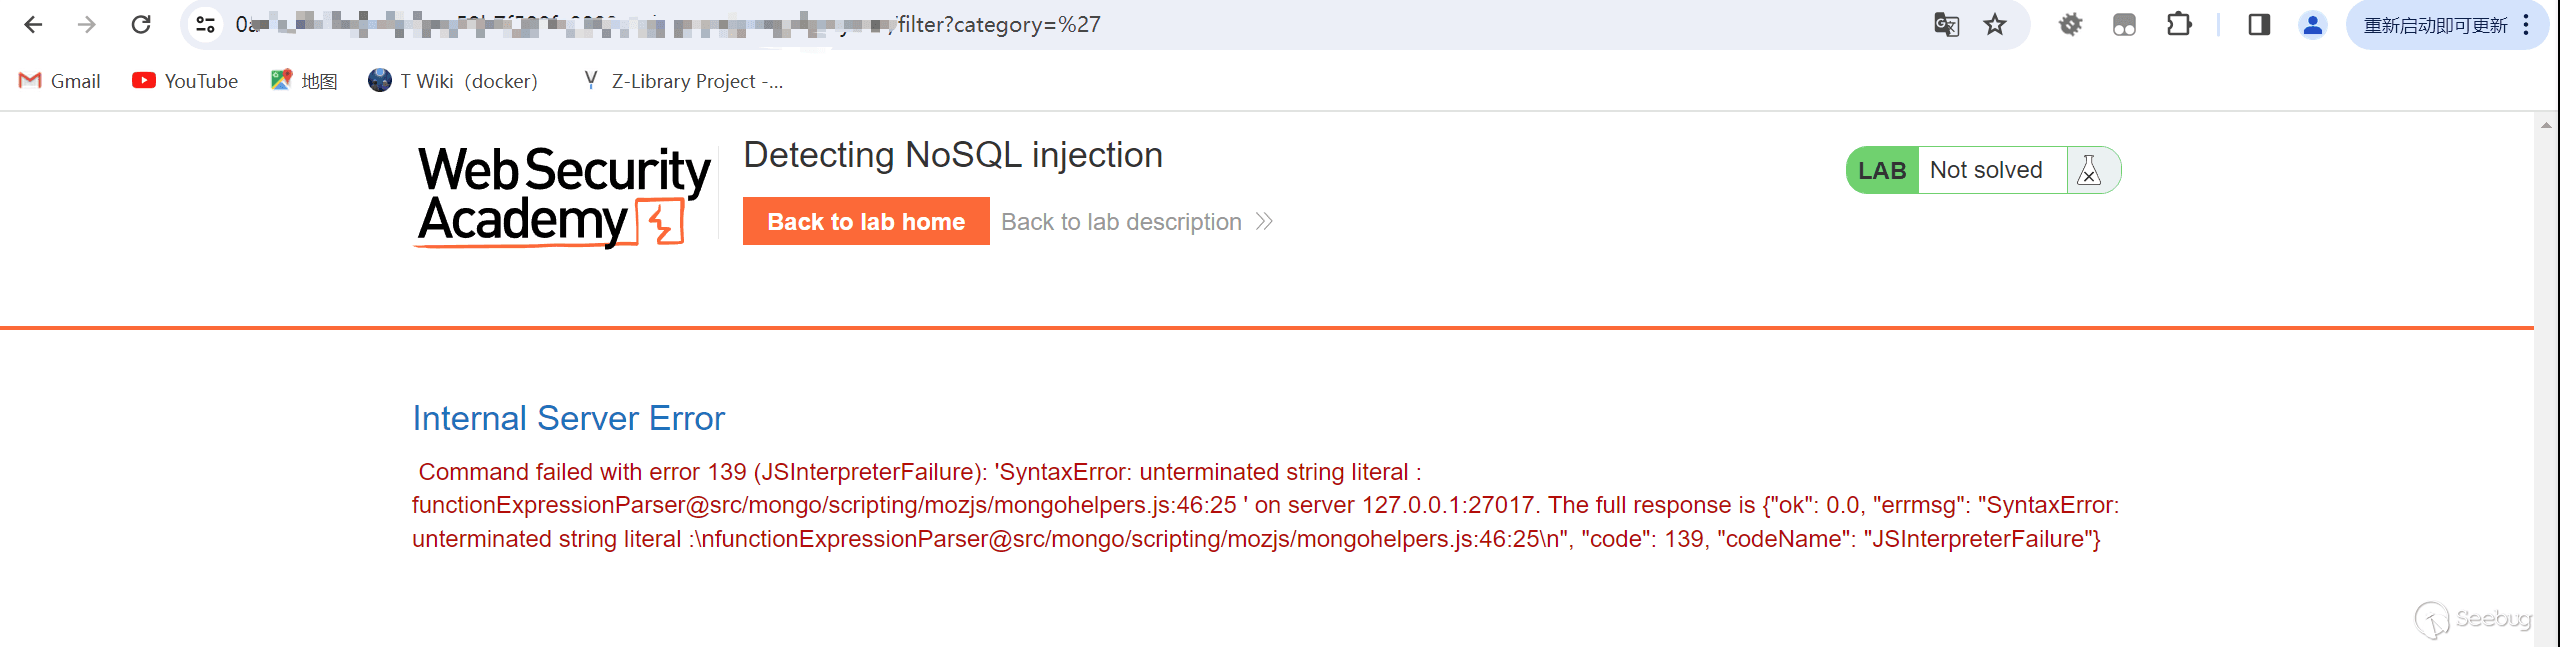 /filter?category=%27
重新启动即可更新
Gmail
YouTube
地图
T Wiki（docker）
Z-Library Project -...
Web Security
Academy
Detecting NoSQL injection
Back to lab home
Back to lab description
LAB
Not solved
Internal Server Error
Command failed with error 139 (JSInterpreterFailure): 'SyntaxError: unterminated string literal :
functionExpressionParser@src/mongo/scripting/mozjs/mongohelpers.js:46:25 ' on server 127.0.0.1:27017. The full response is {"ok": 0.0, "errmsg": "SyntaxError:
unterminated string literal :\nfunctionExpressionParser@src/mongo/scripting/mozjs/mongohelpers.js:46:25\n", "code": 139, "codeName": "JSInterpreterFailure"}
Seebug